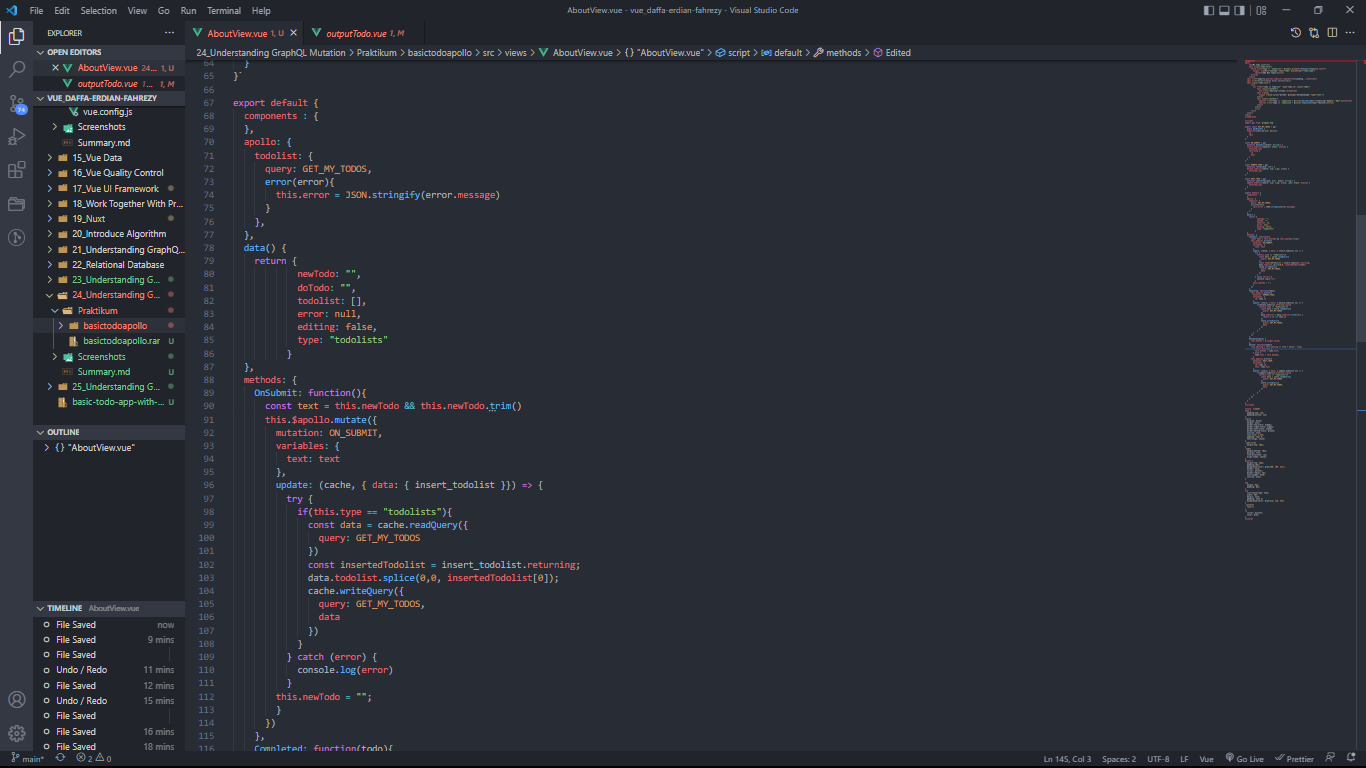 File Edit Selection View Go Run Terminal Help
AboutView.vue - vue_daffa-erdian-fahrezy - Visual Studio Code
EXPLORER
AboutView.vue 1, U
outputTodo.vue 1, M
24_Understanding GraphQL Mutation > Praktikum > basictodoapollo > src > views > AboutView.vue > {} "AboutView.vue" > script > default > methods > Edited
OPEN EDITORS
AboutView.vue 24... 1, U
outputTodo.vue 1... 1, M
VUE_DAFFA-ERDIAN-FAHREZY
vue.config.js
Screenshots
Summary.md
15_Vue Data
16_Vue Quality Control
17_Vue UI Framework
18_Work Together With Pr...
19_Nuxt
20_Introduce Algorithm
21_Understanding GraphQ...
22_Relational Database
23_Understanding G...
24_Understanding G...
Praktikum
basictodoapollo
basictodoapollo.rar U
Screenshots
Summary.md U
25_Understanding G...
basic-todo-app-with-... U
OUTLINE
{} "AboutView.vue"
TIMELINE AboutView.vue
File Saved now
File Saved 9 mins
File Saved
Undo / Redo 11 mins
File Saved 12 mins
Undo / Redo 15 mins
File Saved
File Saved 16 mins
File Saved 18 mins
74
64 }
65 }`
66
67 export default {
68 components : {
69 },
70 apollo: {
71 todolist: {
72 query: GET_MY_TODOS,
73 error(error){
74 this.error = JSON.stringify(error.message)
75 }
76 },
77 },
78 data() {
79 return {
80 newTodo: "",
81 doTodo: "",
82 todolist: [],
83 error: null,
84 editing: false,
85 type: "todolists"
86 }
87 },
88 methods: {
89 OnSubmit: function(){
90 const text = this.newTodo && this.newTodo.trim()
91 this.$apollo.mutate({
92 mutation: ON_SUBMIT,
93 variables: {
94 text: text
95 },
96 update: (cache, { data: { insert_todolist }}) => {
97 try {
98 if(this.type == "todolists"){
99 const data = cache.readQuery({
100 query: GET_MY_TODOS
101 })
102 const insertedTodolist = insert_todolist.returning;
103 data.todolist.splice(0,0, insertedTodolist[0]);
104 cache.writeQuery({
105 query: GET_MY_TODOS,
106 data
107 })
108 }
109 } catch (error) {
110 console.log(error)
111 }
112 this.newTodo = "";
113 }
114 })
115 },
116 Completed: function(todo){
main* 2 0
Ln 145, Col 3 Spaces: 2 UTF-8 LF Vue Go Live Prettier